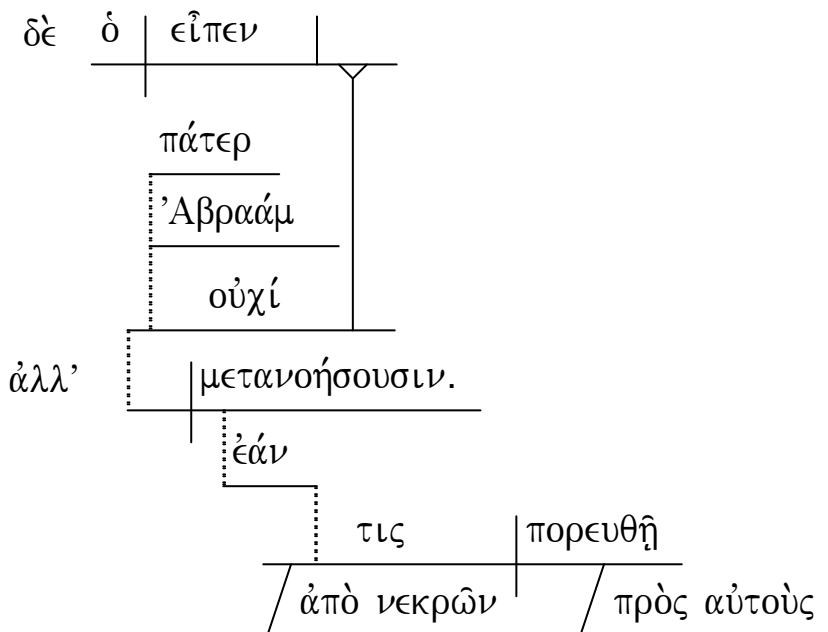 δὲ ὁ εἶπεν
πάτερ
Ἀβραάμ
οὐχί
ἀλλ’ μετανοήσουσιν.
ἐάν
τις πορευθῇ
ἀπὸ νεκρῶν πρὸς αὐτοὺς